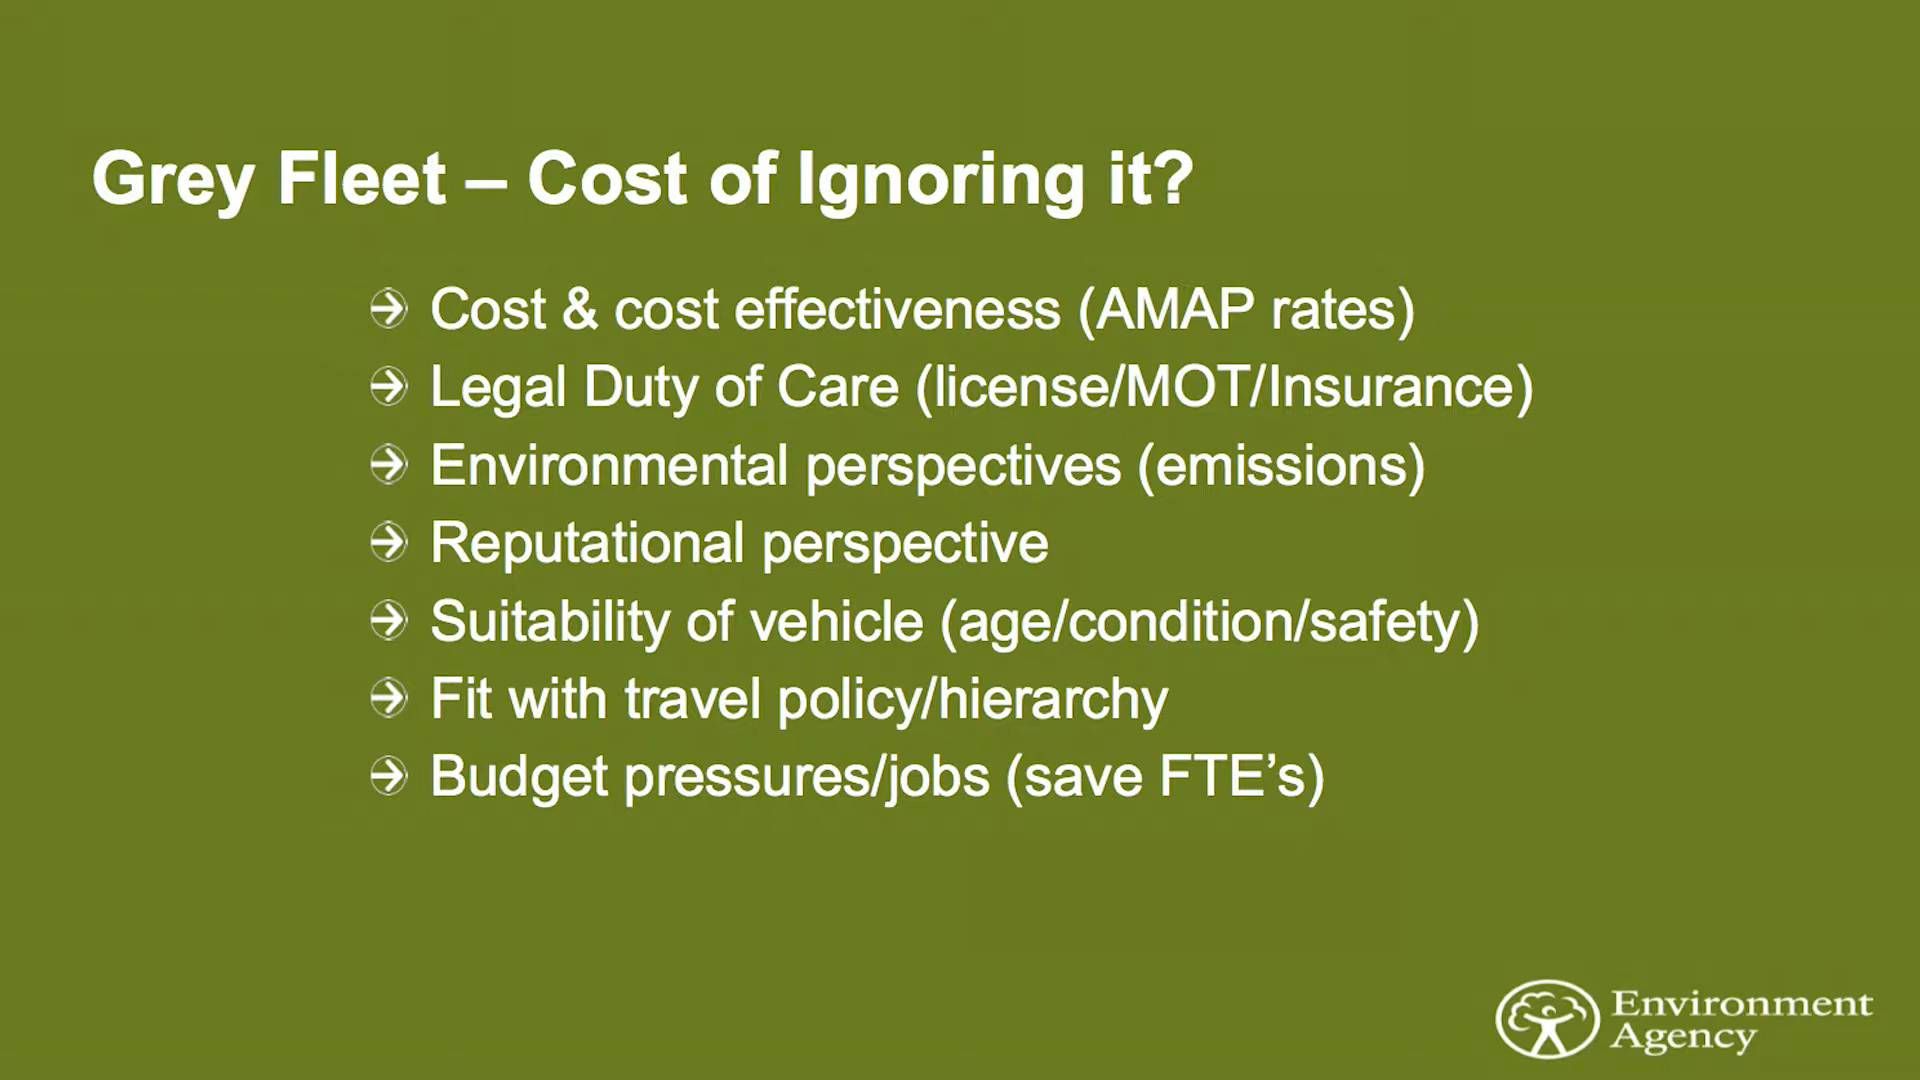 Grey Fleet – Cost of Ignoring it?
Cost & cost effectiveness (AMAP rates)
Legal Duty of Care (license/MOT/Insurance)
Environmental perspectives (emissions)
Reputational perspective
Suitability of vehicle (age/condition/safety)
Fit with travel policy/hierarchy
Budget pressures/jobs (save FTE’s)
Environment
Agency